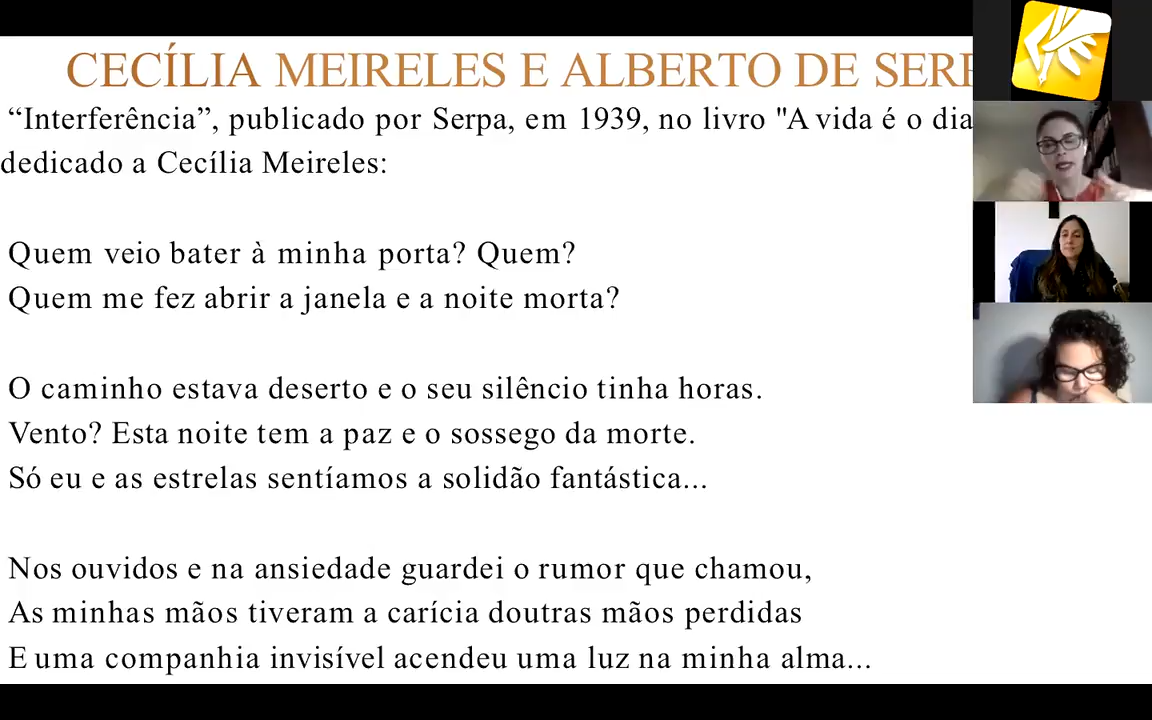 CECÍLIA MEIRELES E ALBERTO DE
“Interferência”, publicado por Serpa, em 1939, no livro "A vida é o dia
dedicado a Cecília Meireles:
Quem veio bater à minha porta? Quem?
Quem me fez abrir a janela e a noite morta?
O caminho estava deserto e o seu silêncio tinha horas.
Vento? Esta noite tem a paz e o sossego da morte.
Só eu e as estrelas sentíamos a solidão fantástica...
Nos ouvidos e na ansiedade guardei o rumor que chamou,
As minhas mãos tiveram a carícia doutras mãos perdidas
E uma companhia invisível acendeu uma luz na minha alma...